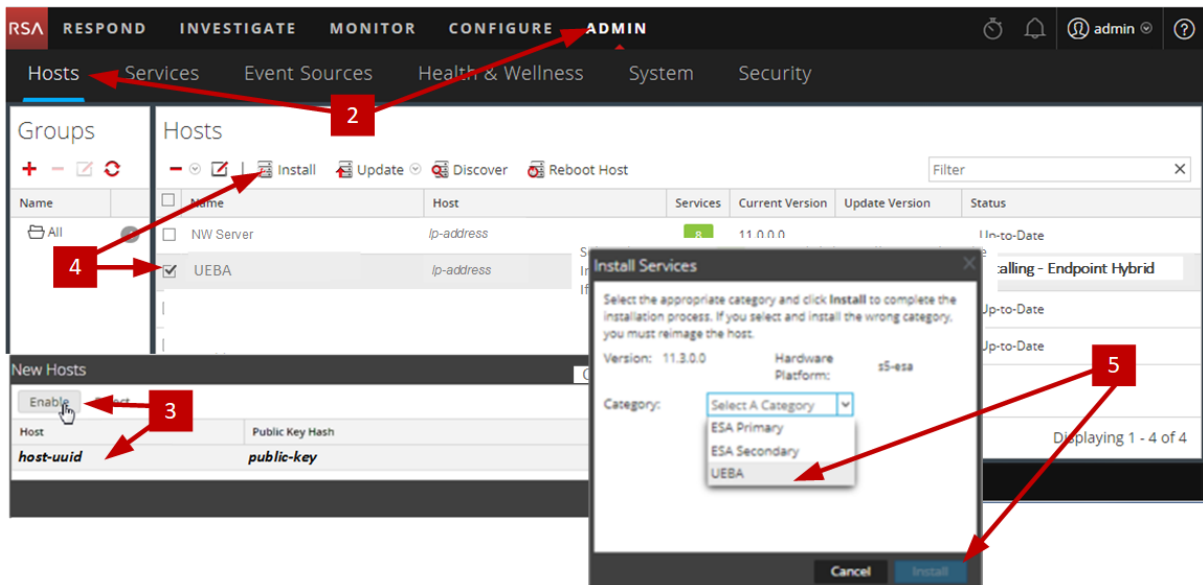 RSA RESPOND INVESTIGATE MONITOR CONFIGURE ADMIN admin ?
Hosts Services Event Sources Health & Wellness System Security
2
Groups
Hosts
Install Update Discover Reboot Host
Filter
Name
Name Host Services Current Version Update Version Status
All
NW Server Ip-address 8 11.0.0.0 Up-to-Date
4
UEBA Ip-address
talling - Endpoint Hybrid
Up-to-Date
Up-to-Date
Displaying 1 - 4 of 4
New Hosts
Enable
3
Host Public Key Hash
host-uuid public-key
Install Services
Select the appropriate category and click Install to complete the
installation process. If you select and install the wrong category,
you must reimage the host.
Version: 11.3.0.0 Hardware Platform: s5-esa
5
Category: Select A Category
ESA Primary
ESA Secondary
UEBA
Cancel Install